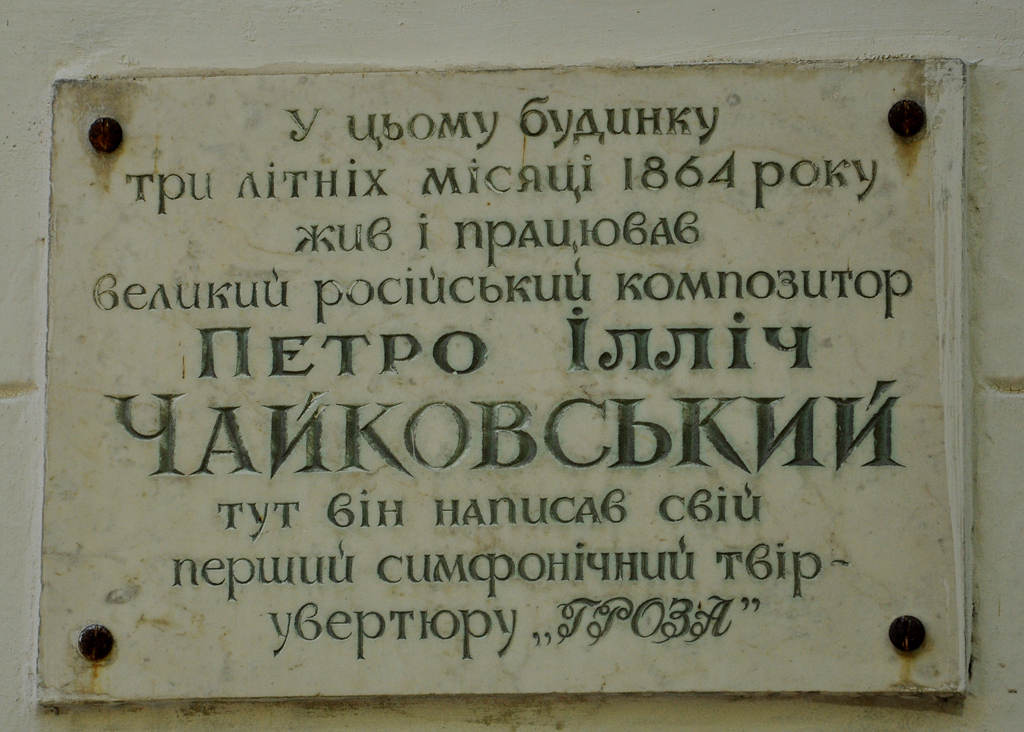 У цьому будинку
три літніх місяці 1864 року
жив і працював
великий російський композитор
Петро Ілліч
ЧАЙКОВСЬКИЙ
тут він написав свій
перший симфонічний твір-
увертюру „ГРОЗА”